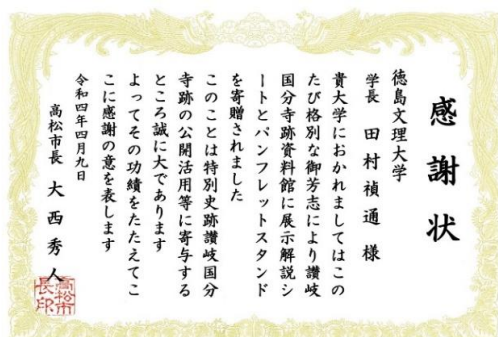 感謝状
徳島文理大学
学長 田村禎通 様
貴大学におかれましてはこの
たび格別な御芳志により讃岐
国分寺跡資料館に展示解説シ
ートとパンフレットスタンド
を寄贈されました
このことは特別史跡讃岐国分
寺跡の公開活用等に寄与する
ところ誠に大であります
よってその功績をたたえてこ
こに感謝の意を表します
令和四年四月九日
高松市長 大西秀人
高松市長印